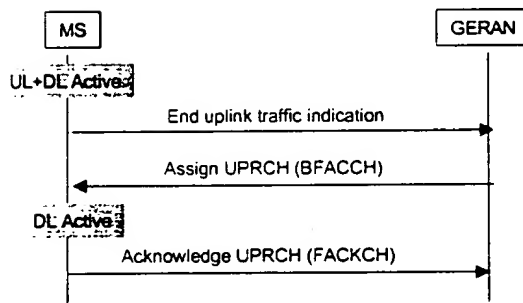 MS
GERAN
UL+DL Active
End uplink traffic indication
Assign UPRCH (BFACCH)
DL Active
Acknowledge UPRCH (FACKCH)